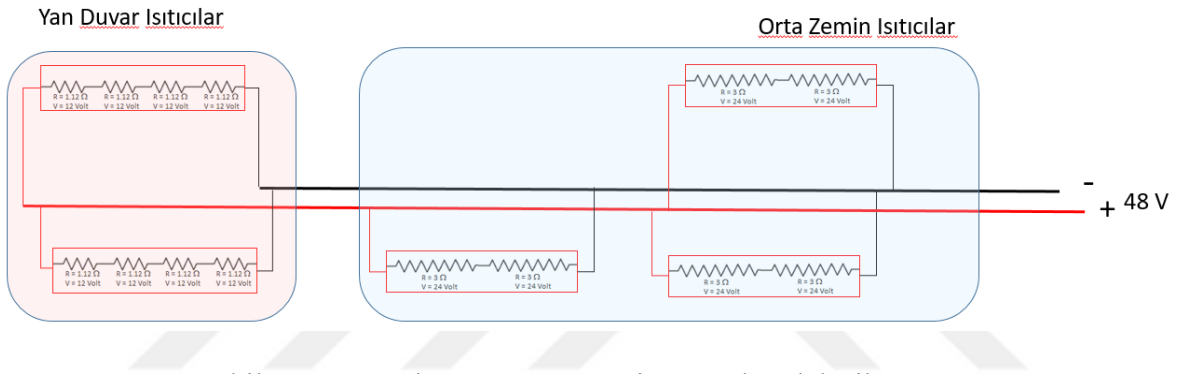 Yan Duvar Isıtıcılar
Orta Zemin Isıtıcılar
R = 1.12 Ω R = 1.12 Ω R = 1.12 Ω R = 1.12 Ω
V = 12 Volt V = 12 Volt V = 12 Volt V = 12 Volt
R = 3 Ω R = 3 Ω
V = 24 Volt V = 24 Volt
- 
+ 48 V
R = 1.12 Ω R = 1.12 Ω R = 1.12 Ω R = 1.12 Ω
V = 12 Volt V = 12 Volt V = 12 Volt V = 12 Volt
R = 3 Ω R = 3 Ω
V = 24 Volt V = 24 Volt
R = 3 Ω R = 3 Ω
V = 24 Volt V = 24 Volt